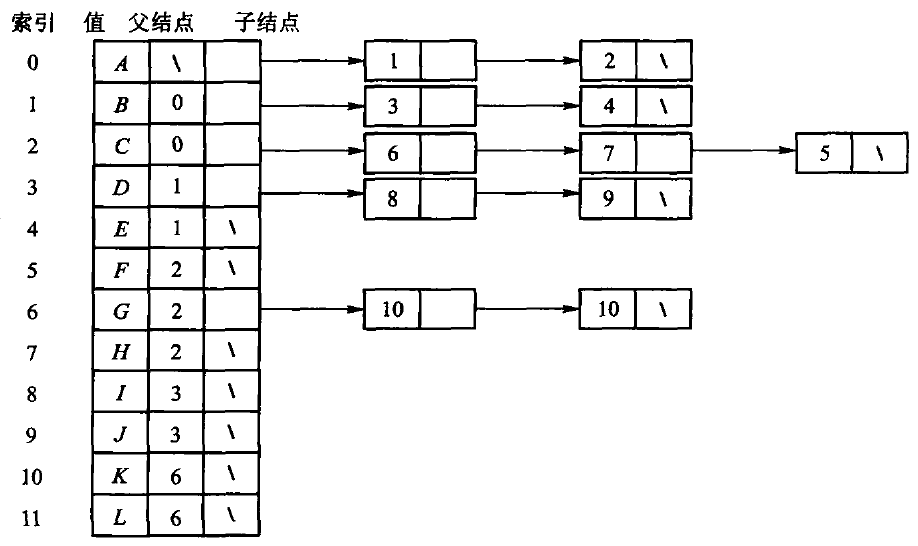 索引 值 父结点 子结点
0 A \ 1 2 \
1 B 0 3 4 \
2 C 0 6 7 5 \
3 D 1 8 9 \
4 E 1 \
5 F 2 \
6 G 2 10 10 \
7 H 2 \
8 I 3 \
9 J 3 \
10 K 6 \
11 L 6 \